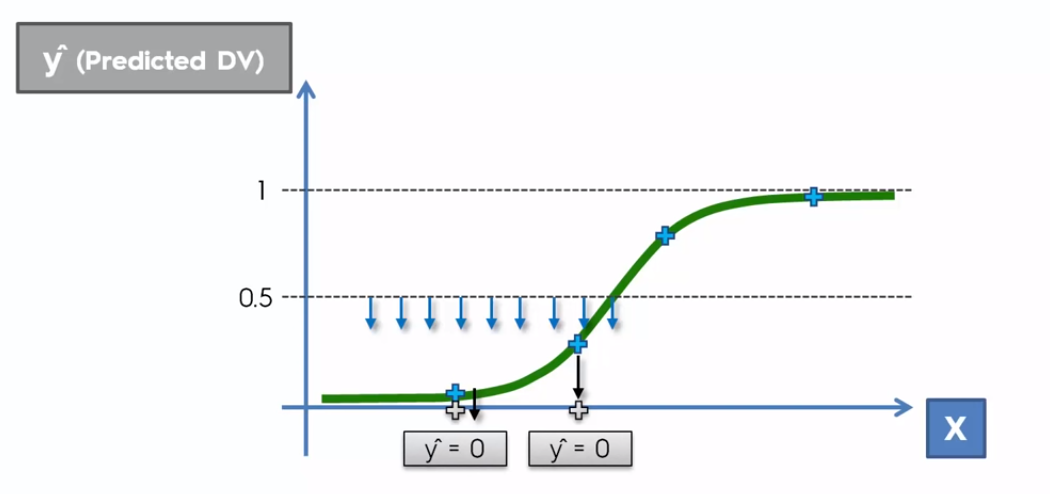 ŷ (Predicted DV)
1
0.5
ŷ = 0
ŷ = 0
X